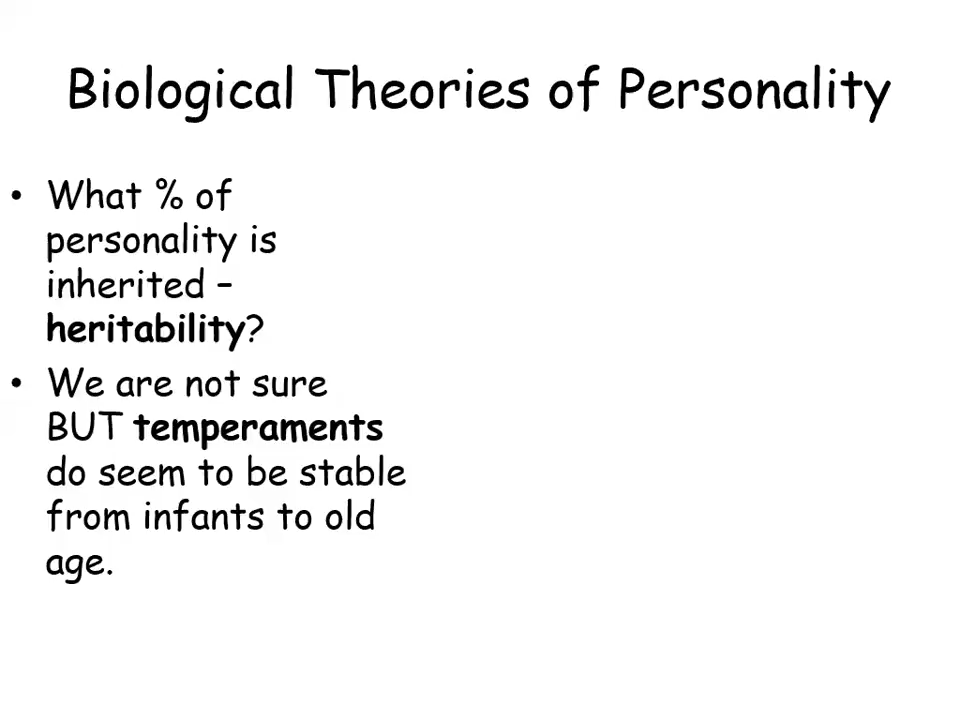 Biological Theories of Personality
• What % of
personality is
inherited –
heritability?
• We are not sure
BUT temperaments
do seem to be stable
from infants to old
age.